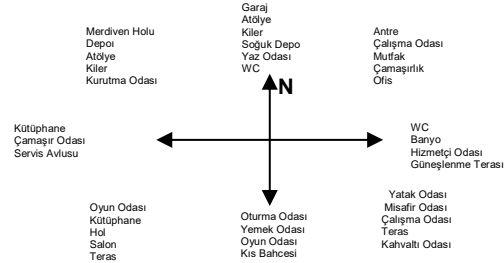 Garaj
Atölye
Kiler
Soğuk Depo
Yaz Odası
WC
Merdiven Holu
Depoı
Atölye
Kiler
Kurutma Odası
Antre
Çalışma Odası
Mutfak
Çamaşırlık
Ofis
N
Kütüphane
Çamaşır Odası
Servis Avlusu
WC
Banyo
Hizmetçi Odası
Güneşlenme Terası
Oyun Odası
Kütüphane
Hol
Salon
Teras
Oturma Odası
Yemek Odası
Oyun Odası
Kıs Bahcesi
Yatak Odası
Misafir Odası
Çalışma Odası
Teras
Kahvaltı Odası